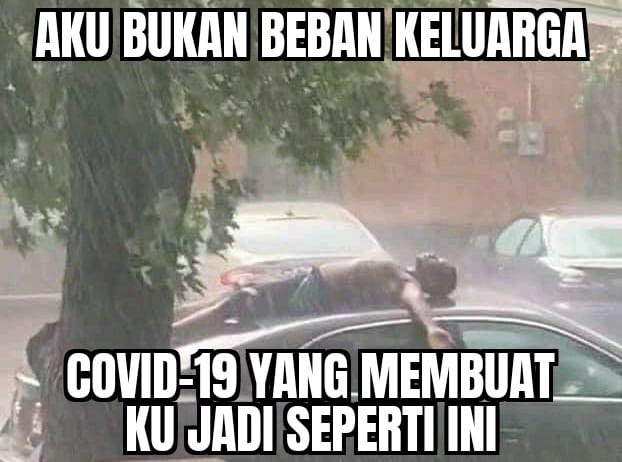 AKU BUKAN BEBAN KELUARGA
COVID-19 YANG MEMBUAT
KU JADI SEPERTI INI